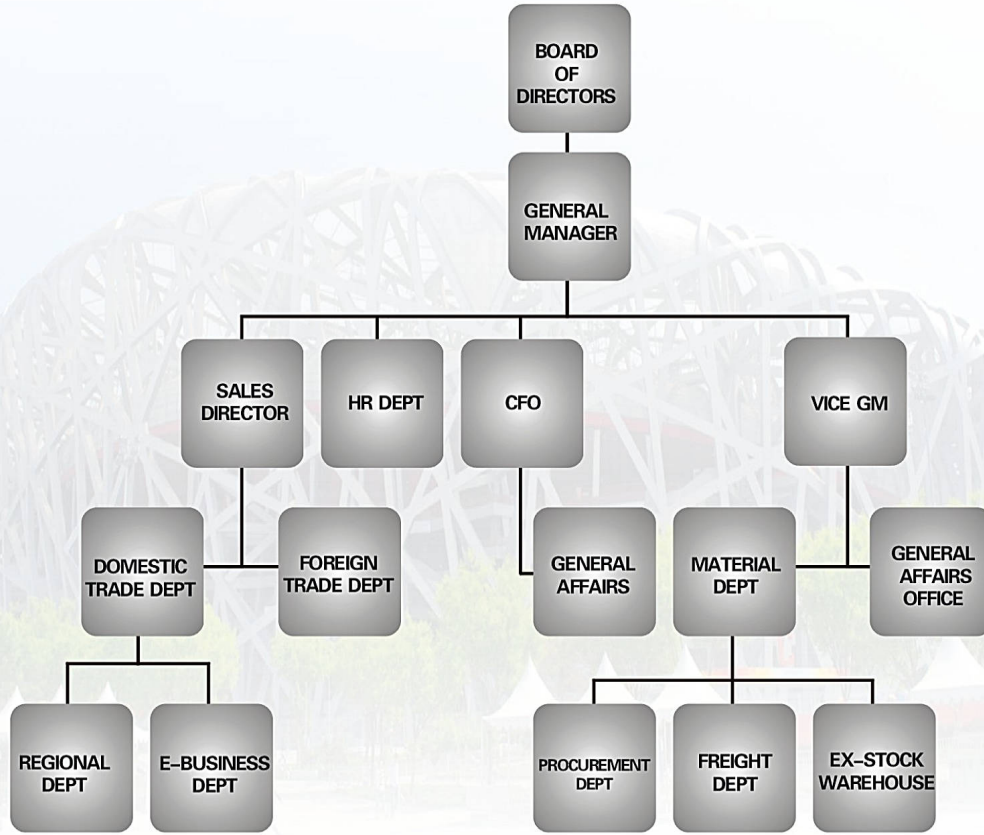 BOARD
OF
DIRECTORS
GENERAL
MANAGER
SALES
DIRECTOR
HR DEPT
CFO
VICE GM
DOMESTIC
TRADE DEPT
FOREIGN
TRADE DEPT
GENERAL
AFFAIRS
MATERIAL
DEPT
GENERAL
AFFAIRS
OFFICE
REGIONAL
DEPT
E–BUSINESS
DEPT
PROCUREMENT
DEPT
FREIGHT
DEPT
EX–STOCK
WAREHOUSE